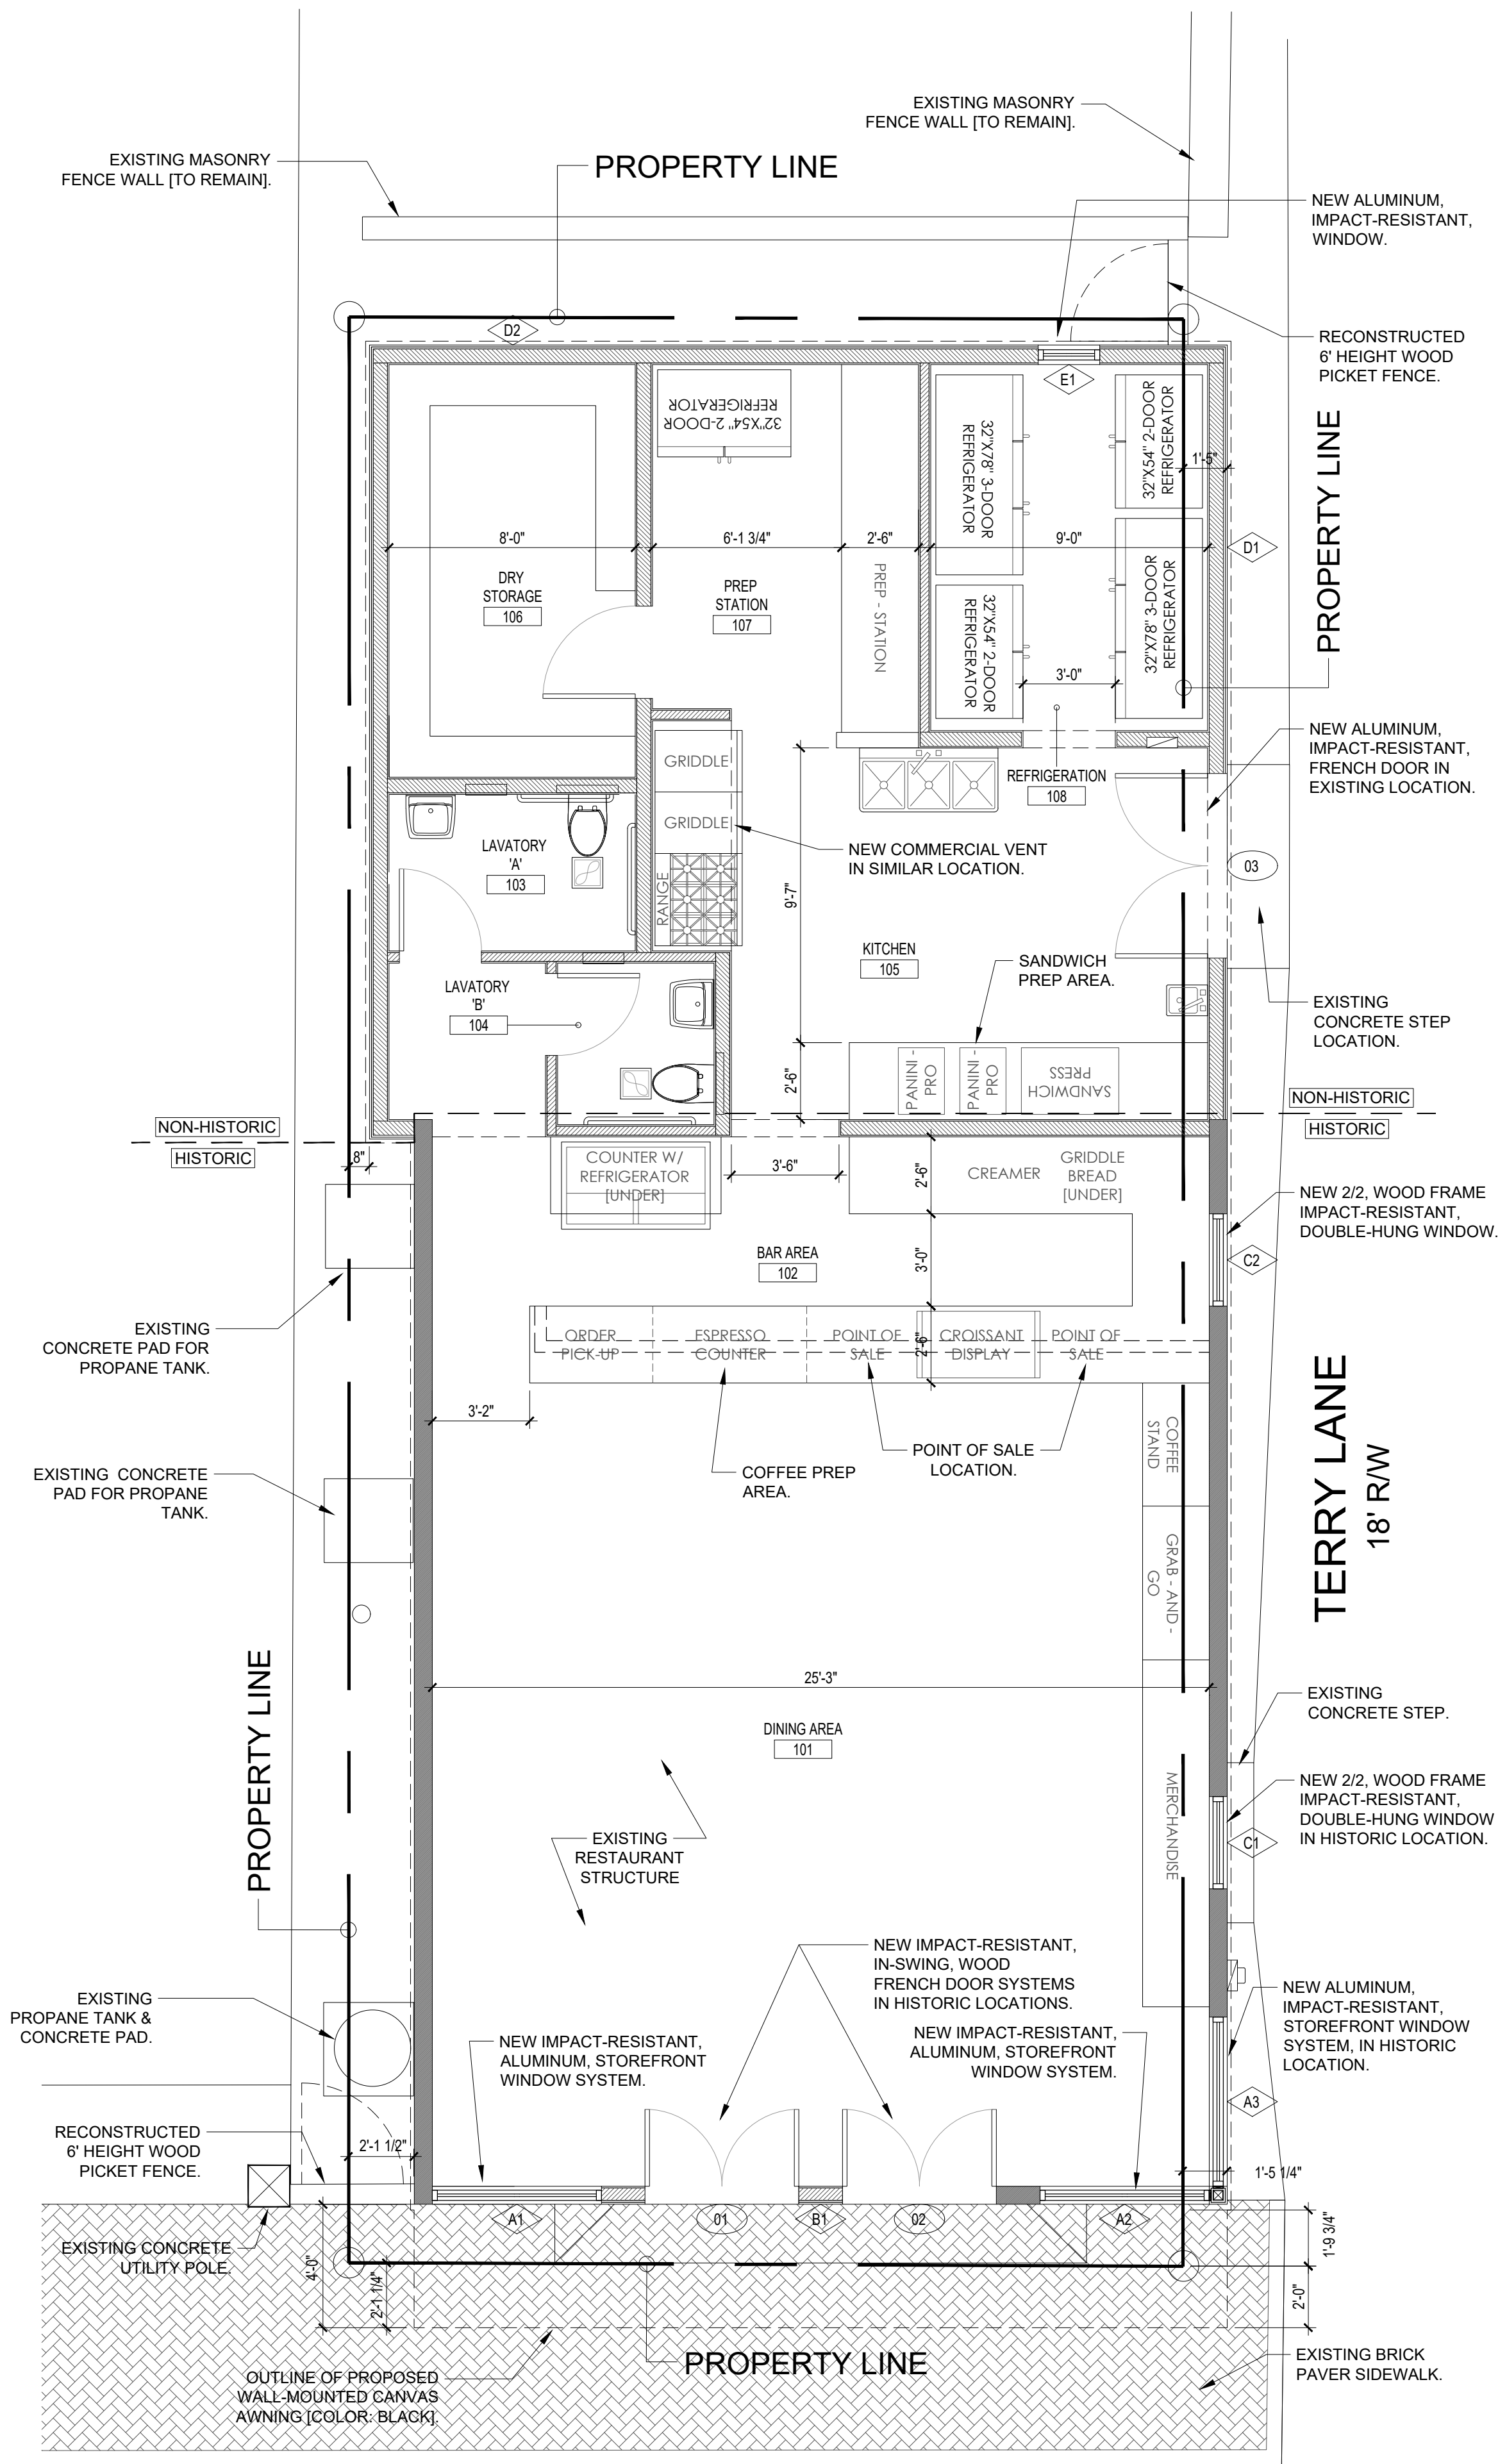 EXISTING MASONRY
FENCE WALL [TO REMAIN].
EXISTING MASONRY
FENCE WALL [TO REMAIN].
PROPERTY LINE
NEW ALUMINUM,
IMPACT-RESISTANT,
WINDOW.
D2
RECONSTRUCTED
6' HEIGHT WOOD
PICKET FENCE.
E1
32"X54" 2-DOOR
REFRIGERATOR
32"X78" 3-DOOR
REFRIGERATOR
32"X54" 2-DOOR
REFRIGERATOR
1'-5"
PROPERTY LINE
8'-0"
6'-1 3/4"
2'-6"
9'-0"
D1
DRY
STORAGE
106
PREP
STATION
107
PREP - STATION
32"X54" 2-DOOR
REFRIGERATOR
32"X78" 3-DOOR
REFRIGERATOR
3'-0"
GRIDDLE
GRIDDLE
RANGE
REFRIGERATION
108
NEW ALUMINUM,
IMPACT-RESISTANT,
FRENCH DOOR IN
EXISTING LOCATION.
LAVATORY
'A'
103
NEW COMMERCIAL VENT
IN SIMILAR LOCATION.
9'-7"
03
KITCHEN
105
SANDWICH
PREP AREA.
LAVATORY
'B'
104
EXISTING
CONCRETE STEP
LOCATION.
2'-6"
PANINI -
PRO
PANINI -
PRO
SANDWICH
PRESS
NON-HISTORIC
HISTORIC
NON-HISTORIC
HISTORIC
8"
COUNTER W/
REFRIGERATOR
[UNDER]
3'-6"
2'-6"
CREAMER
GRIDDLE
BREAD
[UNDER]
NEW 2/2, WOOD FRAME
IMPACT-RESISTANT,
DOUBLE-HUNG WINDOW.
C2
BAR AREA
102
3'-0"
EXISTING
CONCRETE PAD FOR
PROPANE TANK.
ORDER
PICK-UP
ESPRESSO
COUNTER
POINT OF
SALE
2'-6"
CROISSANT
DISPLAY
POINT OF
SALE
3'-2"
COFFEE
STAND
POINT OF SALE
LOCATION.
COFFEE PREP
AREA.
EXISTING CONCRETE
PAD FOR PROPANE
TANK.
TERRY LANE
18' R/W
GRAB - AND -
GO
PROPERTY LINE
25'-3"
EXISTING
CONCRETE STEP.
DINING AREA
101
MERCHANDISE
NEW 2/2, WOOD FRAME
IMPACT-RESISTANT,
DOUBLE-HUNG WINDOW
IN HISTORIC LOCATION.
C1
EXISTING
RESTAURANT
STRUCTURE
NEW IMPACT-RESISTANT,
IN-SWING, WOOD
FRENCH DOOR SYSTEMS
IN HISTORIC LOCATIONS.
EXISTING
PROPANE TANK &
CONCRETE PAD.
NEW IMPACT-RESISTANT,
ALUMINUM, STOREFRONT
WINDOW SYSTEM.
NEW IMPACT-RESISTANT,
ALUMINUM, STOREFRONT
WINDOW SYSTEM.
NEW ALUMINUM,
IMPACT-RESISTANT,
STOREFRONT WINDOW
SYSTEM, IN HISTORIC
LOCATION.
A3
RECONSTRUCTED
6' HEIGHT WOOD
PICKET FENCE.
2'-1 1/2"
1'-5 1/4"
A1
01
B1
02
A2
EXISTING CONCRETE
UTILITY POLE.
4'-0"
2'-1 1/4"
1'-9 3/4"
2'-0"
PROPERTY LINE
OUTLINE OF PROPOSED
WALL-MOUNTED CANVAS
AWNING [COLOR: BLACK].
EXISTING BRICK
PAVER SIDEWALK.